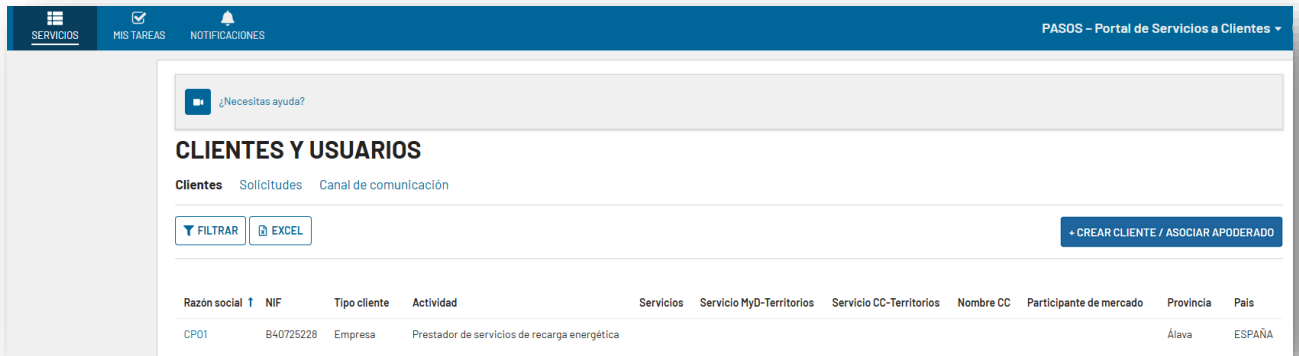 SERVICIOS MIS TAREAS NOTIFICACIONES PASOS – Portal de Servicios a Clientes
¿Necesitas ayuda?
CLIENTES Y USUARIOS
Clientes Solicitudes Canal de comunicación
FILTRAR EXCEL + CREAR CLIENTE / ASOCIAR APODERADO
Razón social ↑ NIF Tipo cliente Actividad Servicios Servicio MyD-Territorios Servicio CC-Territorios Nombre CC Participante de mercado Provincia Pais
CPO1 B40725228 Empresa Prestador de servicios de recarga energética Álava ESPAÑA